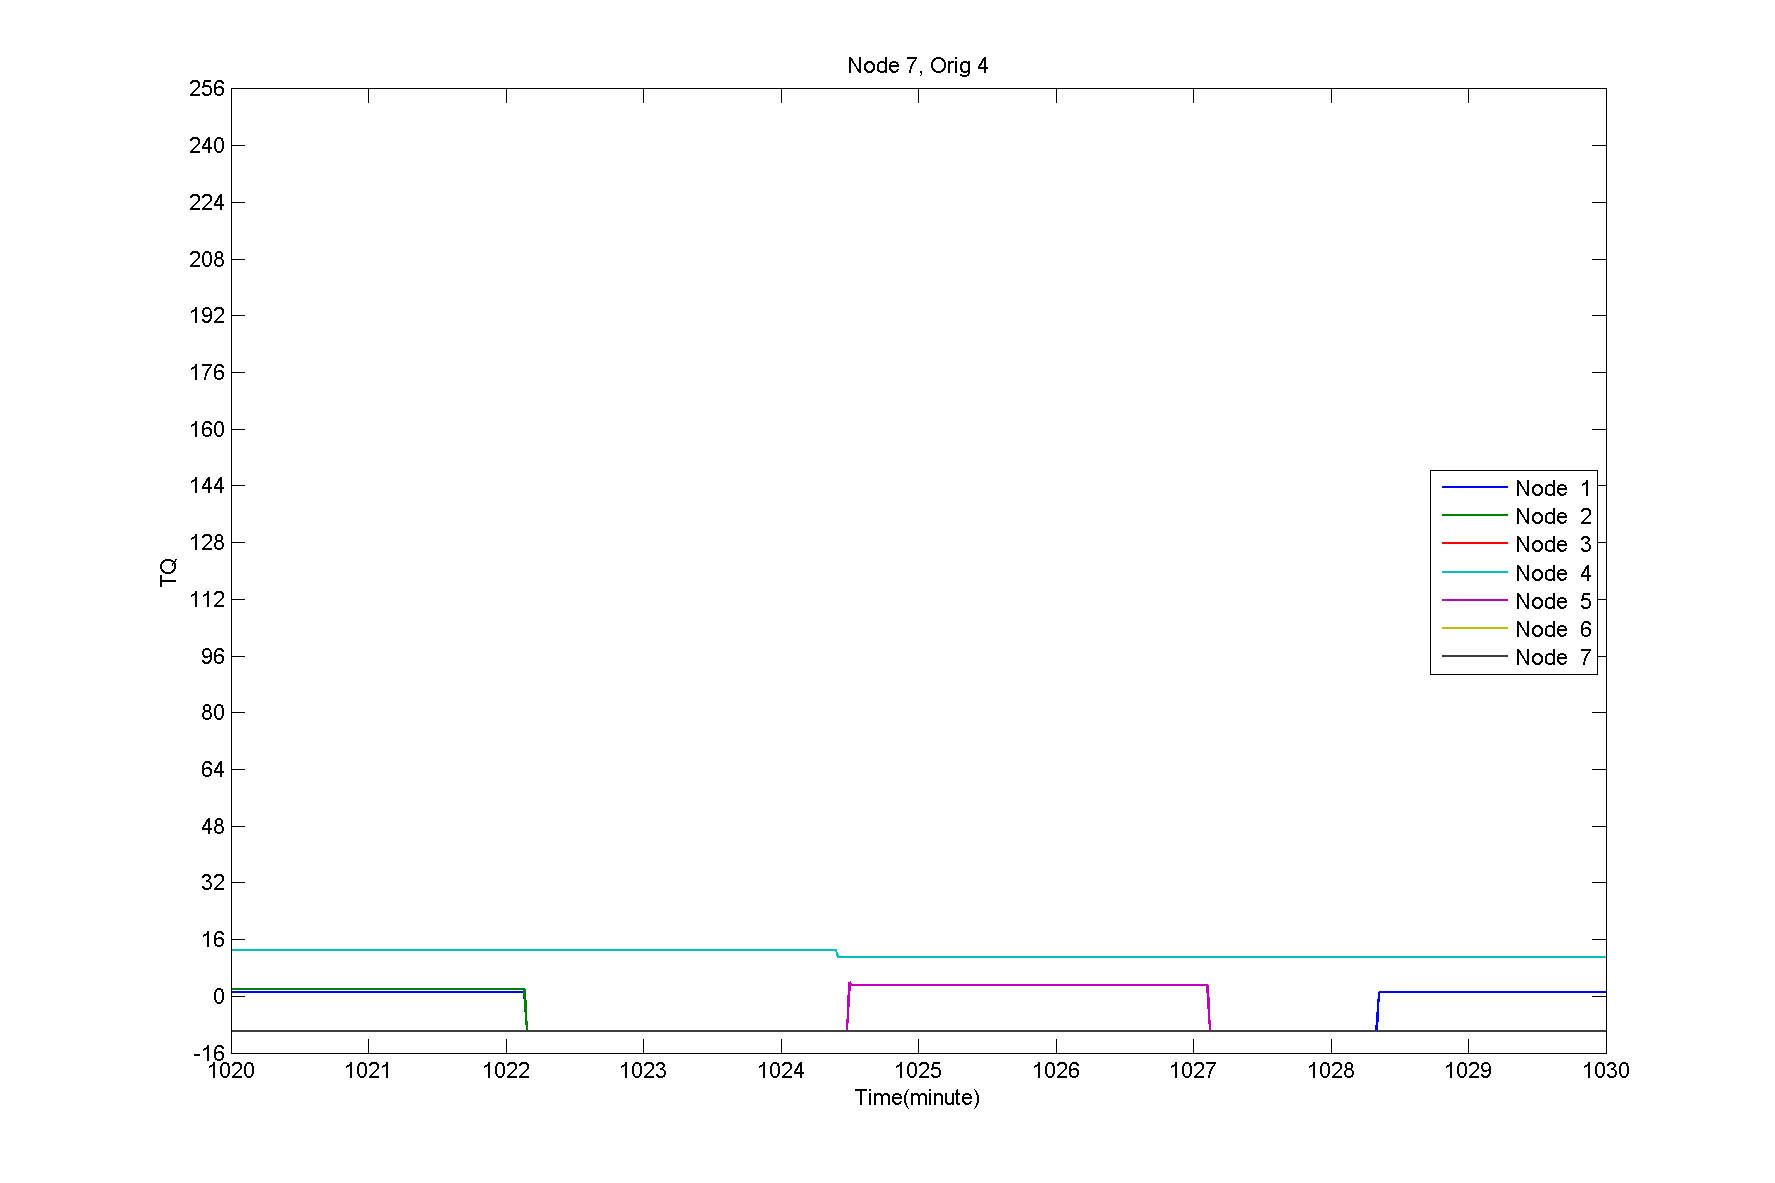 Node 7, Orig 4
256
240
224
208
192
176
160
144
128
112
96
80
64
48
32
16
0
-16
TQ
Node 1
Node 2
Node 3
Node 4
Node 5
Node 6
Node 7
1020 1021 1022 1023 1024 1025 1026 1027 1028 1029 1030
Time(minute)